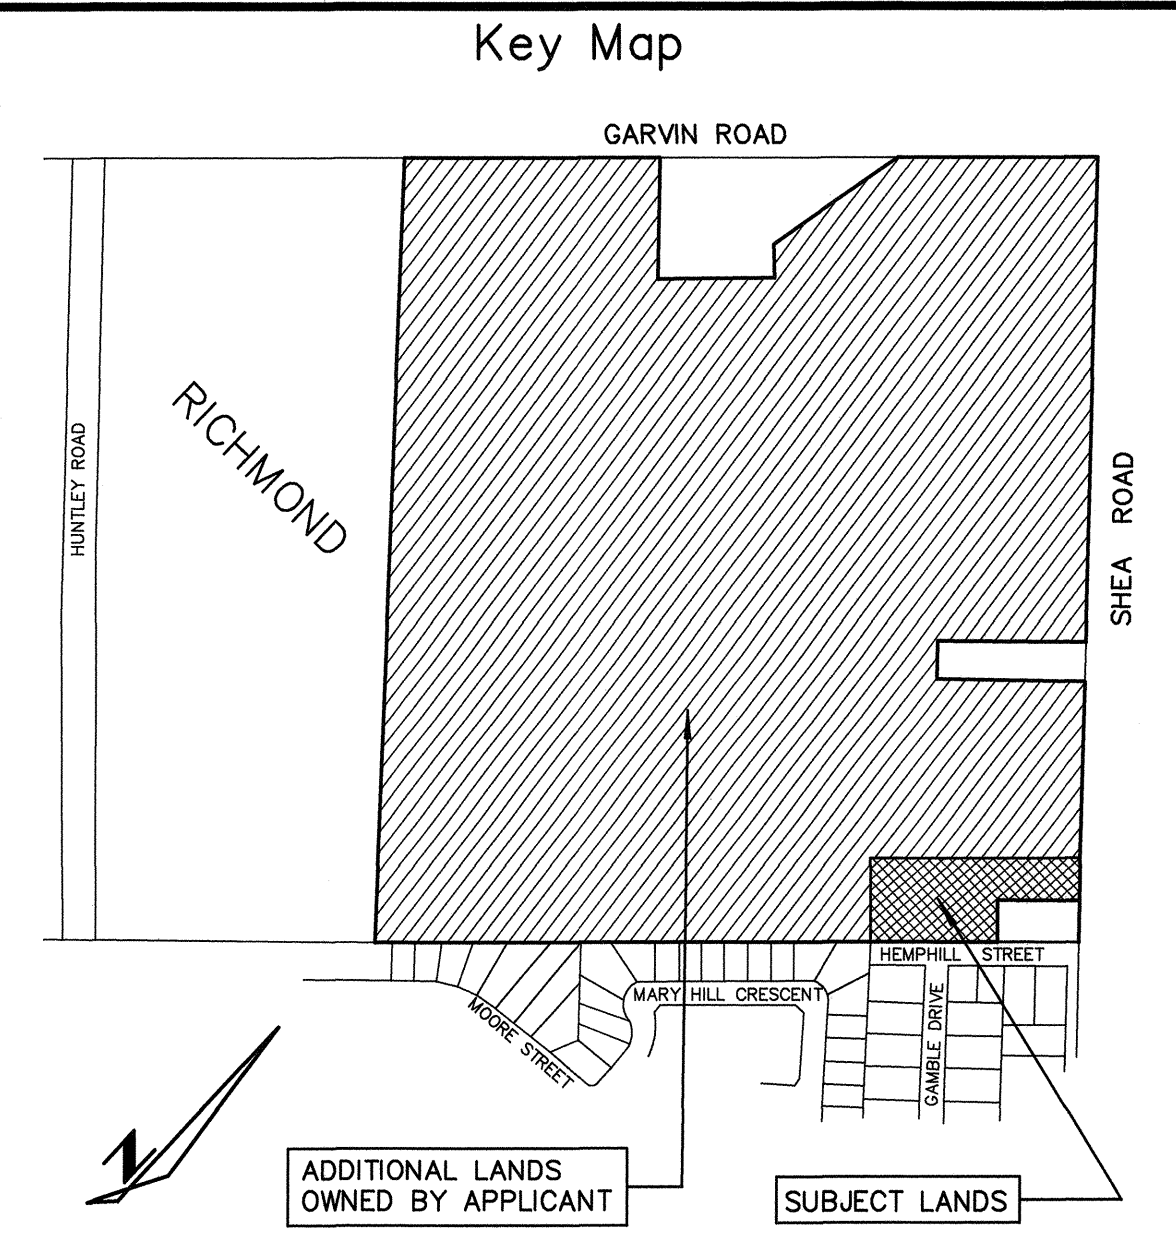 Key Map
GARVIN ROAD
RICHMOND
HUNTLEY ROAD
SHEA ROAD
HEMPHILL STREET
MARY HILL CRESCENT
MOORE STREET
GAMBLE DRIVE
N
ADDITIONAL LANDS
OWNED BY APPLICANT
SUBJECT LANDS